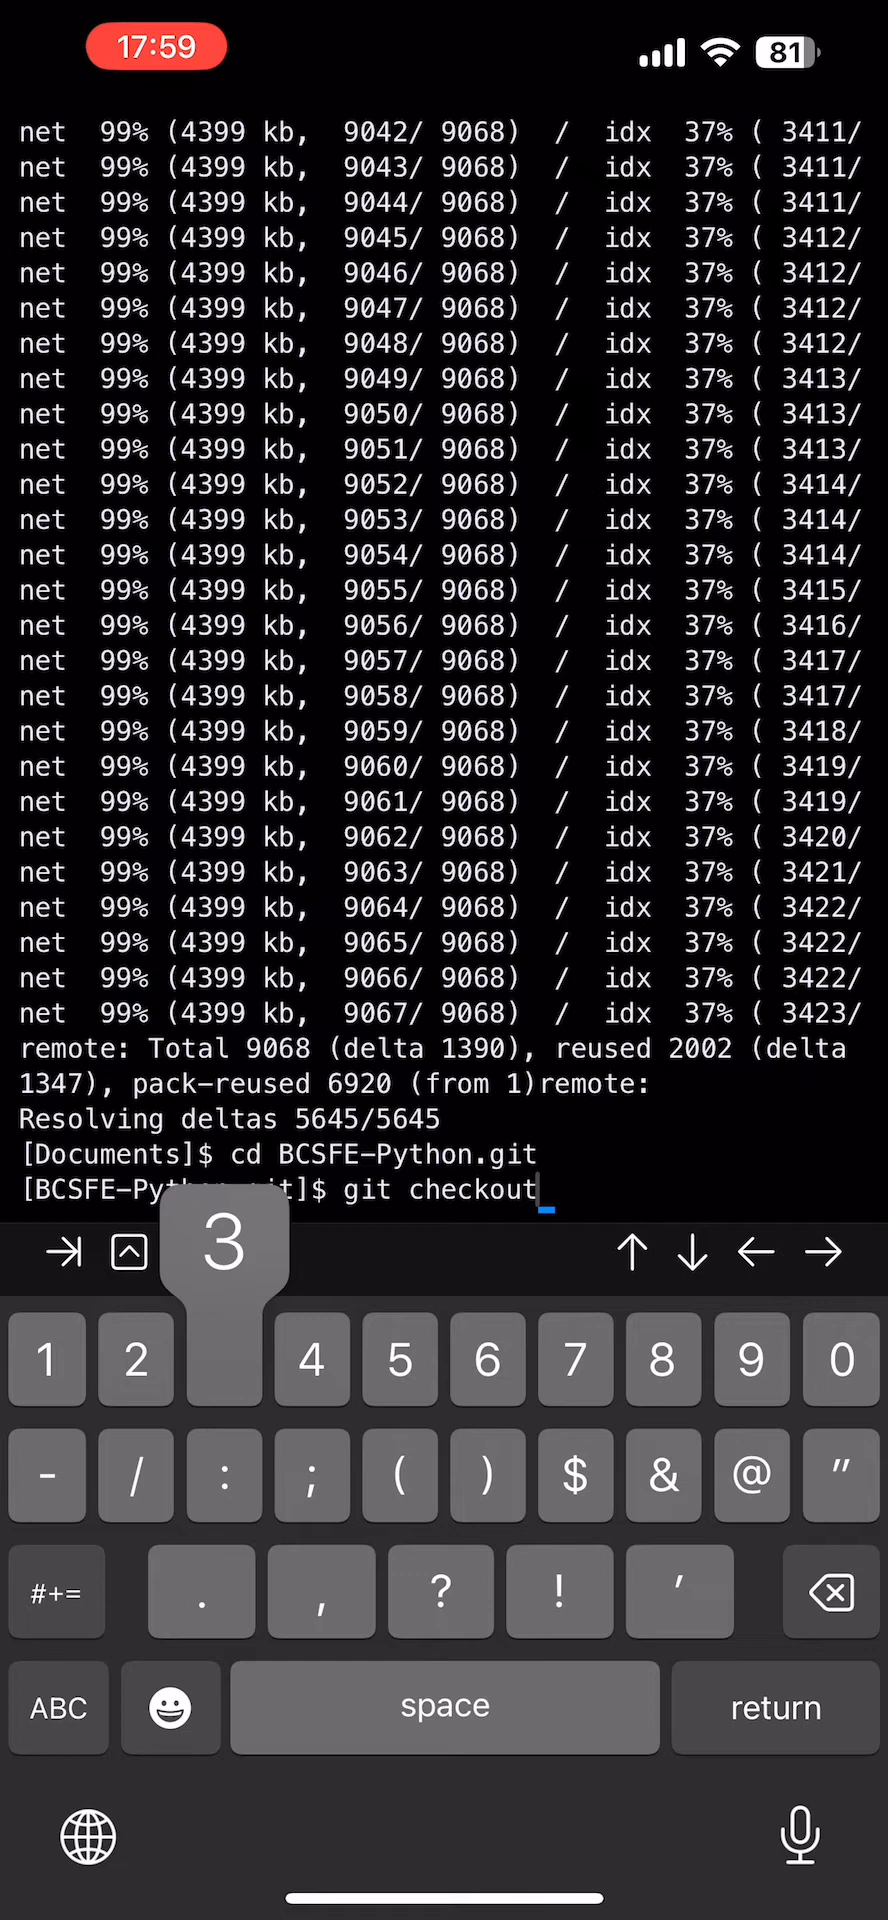 17:59
81
net 99% (4399 kb, 9042/ 9068) / idx 37% ( 3411/
net 99% (4399 kb, 9043/ 9068) / idx 37% ( 3411/
net 99% (4399 kb, 9044/ 9068) / idx 37% ( 3411/
net 99% (4399 kb, 9045/ 9068) / idx 37% ( 3412/
net 99% (4399 kb, 9046/ 9068) / idx 37% ( 3412/
net 99% (4399 kb, 9047/ 9068) / idx 37% ( 3412/
net 99% (4399 kb, 9048/ 9068) / idx 37% ( 3412/
net 99% (4399 kb, 9049/ 9068) / idx 37% ( 3413/
net 99% (4399 kb, 9050/ 9068) / idx 37% ( 3413/
net 99% (4399 kb, 9051/ 9068) / idx 37% ( 3413/
net 99% (4399 kb, 9052/ 9068) / idx 37% ( 3414/
net 99% (4399 kb, 9053/ 9068) / idx 37% ( 3414/
net 99% (4399 kb, 9054/ 9068) / idx 37% ( 3414/
net 99% (4399 kb, 9055/ 9068) / idx 37% ( 3415/
net 99% (4399 kb, 9056/ 9068) / idx 37% ( 3416/
net 99% (4399 kb, 9057/ 9068) / idx 37% ( 3417/
net 99% (4399 kb, 9058/ 9068) / idx 37% ( 3417/
net 99% (4399 kb, 9059/ 9068) / idx 37% ( 3418/
net 99% (4399 kb, 9060/ 9068) / idx 37% ( 3419/
net 99% (4399 kb, 9061/ 9068) / idx 37% ( 3419/
net 99% (4399 kb, 9062/ 9068) / idx 37% ( 3420/
net 99% (4399 kb, 9063/ 9068) / idx 37% ( 3421/
net 99% (4399 kb, 9064/ 9068) / idx 37% ( 3422/
net 99% (4399 kb, 9065/ 9068) / idx 37% ( 3422/
net 99% (4399 kb, 9066/ 9068) / idx 37% ( 3422/
net 99% (4399 kb, 9067/ 9068) / idx 37% ( 3423/
remote: Total 9068 (delta 1390), reused 2002 (delta
1347), pack-reused 6920 (from 1)remote:
Resolving deltas 5645/5645
[Documents]$ cd BCSFE-Python.git
[BCSFE-Python.git]$ git checkout
3
1 2 4 5 6 7 8 9 0
- / : ; ( ) $ & @ "
#+= . , ? ! '
ABC space return